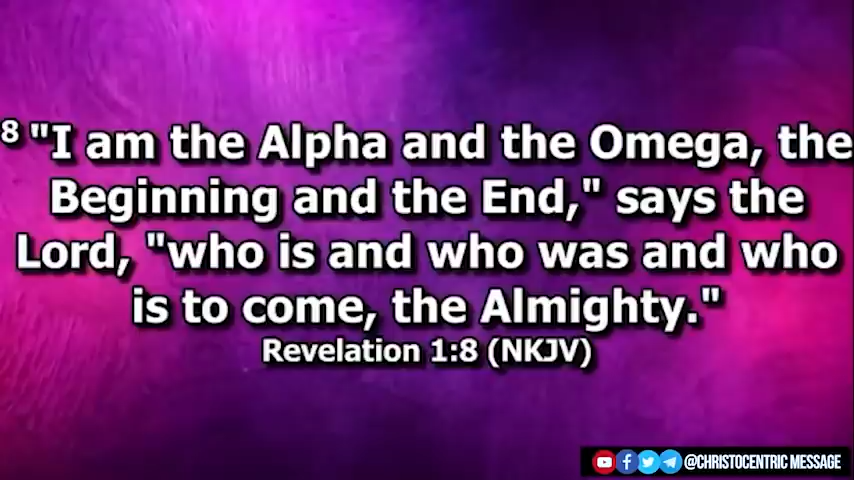 8 "I am the Alpha and the Omega, the
Beginning and the End," says the
Lord, "who is and who was and who
is to come, the Almighty."
Revelation 1:8 (NKJV)
@CHRISTOCENTRIC MESSAGE